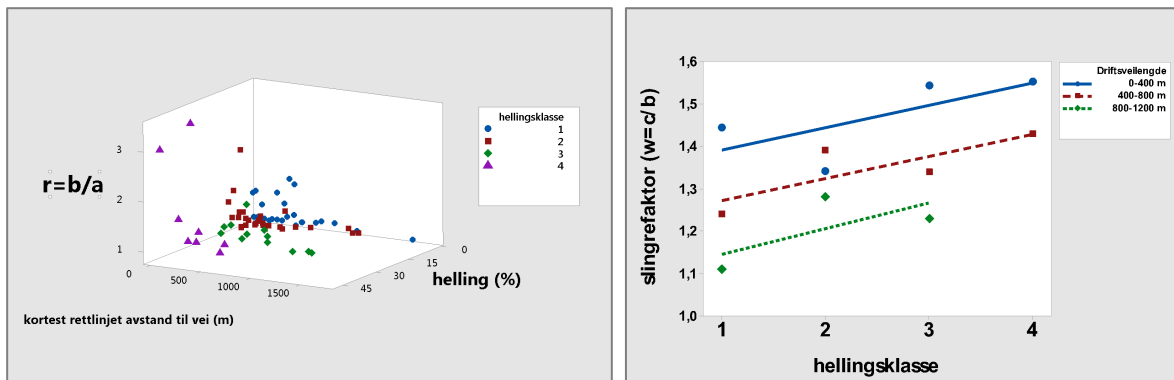 hellingsklasse
1
2
3
4
r=b/a
3
2
1
0
500
1000
1500
45
30
15
0
helling (%)
kortest rettlinjet avstand til vei (m)
slingrefaktor (w=c/b)
1,6
1,5
1,4
1,3
1,2
1,1
1,0
1 2 3 4
hellingsklasse
Driftsveilengde
0-400 m
400-800 m
800-1200 m